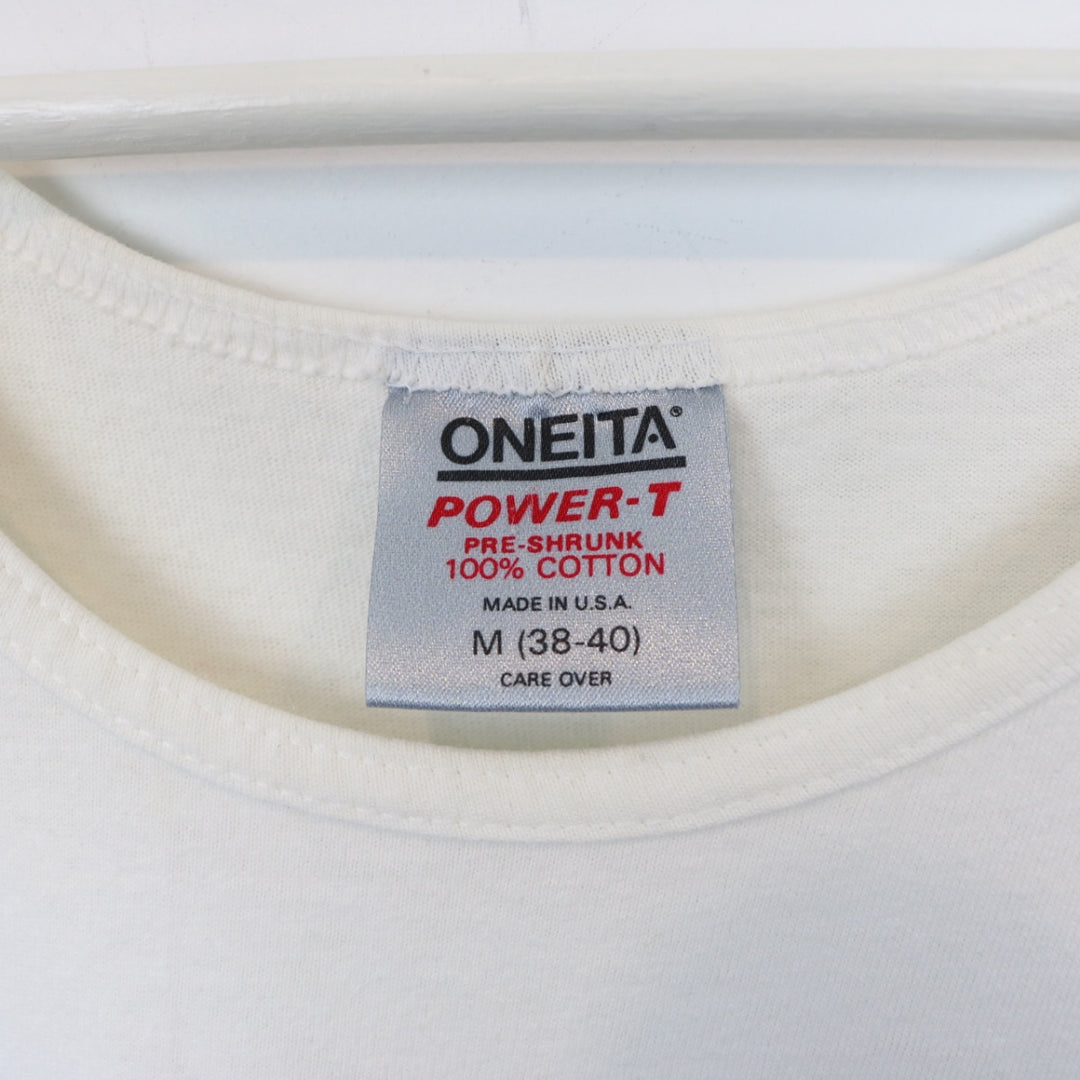 ONEITA®
POWER-T
PRE-SHRUNK
100% COTTON
MADE IN U.S.A.
M (38-40)
CARE OVER